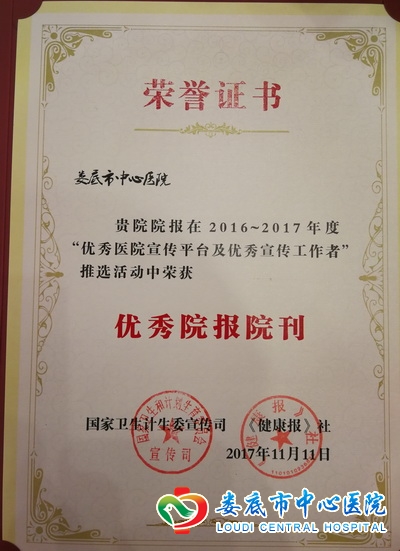 荣誉证书
娄底市中心医院
贵院院报在2016~2017年度
“优秀医院宣传平台及优秀宣传工作者”
推选活动中荣获
优秀院报院刊
国家卫生计生委宣传司 《健康报》社
2017年11月11日
宣传司
娄底市中心医院
LOUDI CENTRAL HOSPITAL